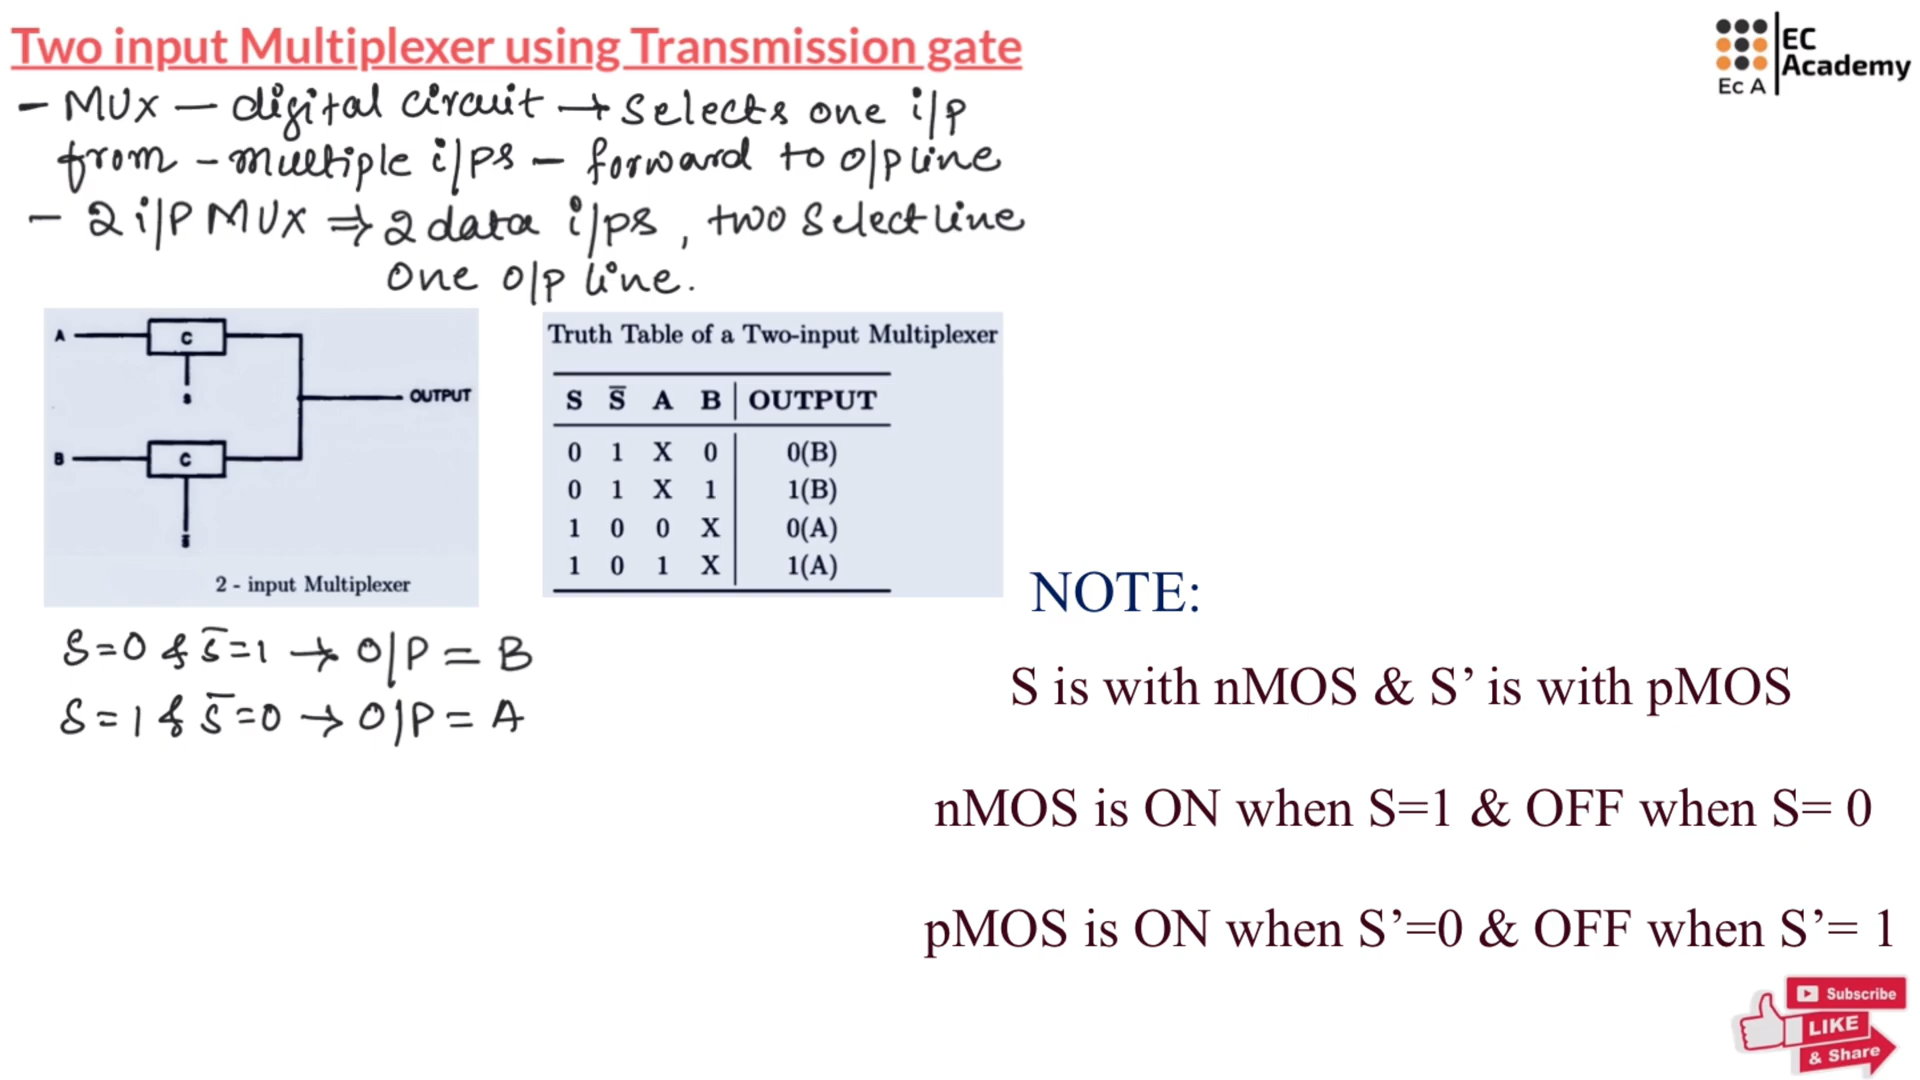 Two input Multiplexer using Transmission gate
EC
Academy
Ec A
- MUX - digital circuit → selects one i/p
from - multiple i/ps - forward to o/p line
- 2 i/p MUX ⇒ 2 data i/ps, two select line
one o/p line.
A C
s
OUTPUT
B C
s̅
2 - input Multiplexer
Truth Table of a Two-input Multiplexer
S S̅ A B OUTPUT
0 1 X 0 0(B)
0 1 X 1 1(B)
1 0 0 X 0(A)
1 0 1 X 1(A)
S=0 & s̅=1 → O/P = B
S=1 & s̅=0 → O/P = A
NOTE:
S is with nMOS & S’ is with pMOS
nMOS is ON when S=1 & OFF when S= 0
pMOS is ON when S’=0 & OFF when S’= 1
Subscribe
LIKE
& Share